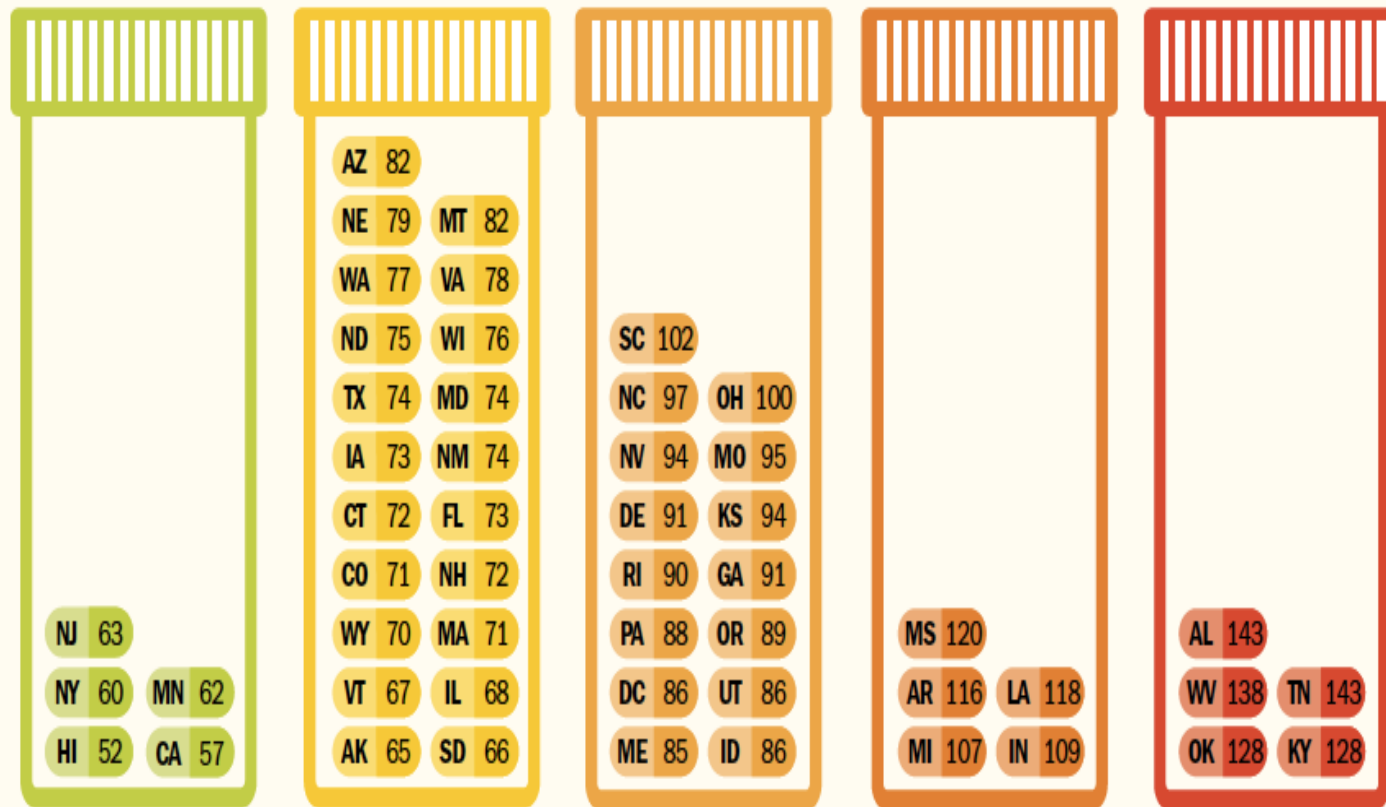 NJ 63
NY 60 MN 62
HI 52 CA 57
AZ 82
NE 79 MT 82
WA 77 VA 78
ND 75 WI 76
TX 74 MD 74
IA 73 NM 74
CT 72 FL 73
CO 71 NH 72
WY 70 MA 71
VT 67 IL 68
AK 65 SD 66
SC 102
NC 97 OH 100
NV 94 MO 95
DE 91 KS 94
RI 90 GA 91
PA 88 OR 89
DC 86 UT 86
ME 85 ID 86
MS 120
AR 116 LA 118
MI 107 IN 109
AL 143
WV 138 TN 143
OK 128 KY 128